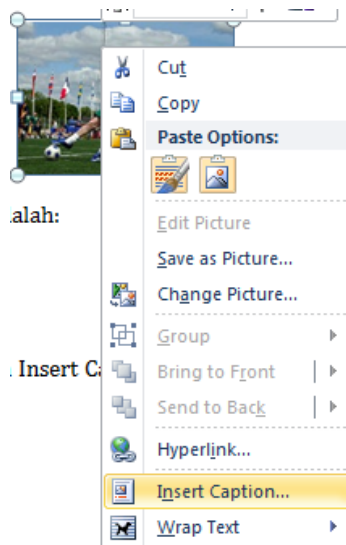 Cut
Copy
Paste Options:
alah:
Edit Picture
Save as Picture...
Change Picture...
Group
Insert Ca
Bring to Front
Send to Back
Hyperlink...
Insert Caption...
Wrap Text